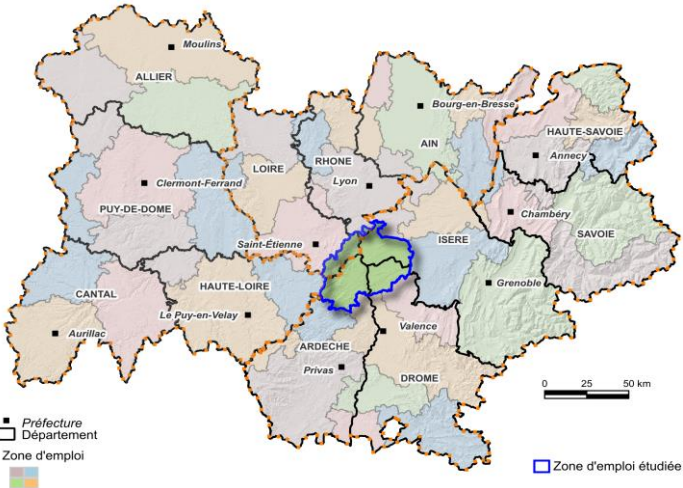 Moulins
ALLIER
Bourg-en-Bresse
AIN
HAUTE-SAVOIE
Annecy
LOIRE
RHONE
Lyon
Clermont-Ferrand
PUY-DE-DOME
Chambéry
SAVOIE
Saint-Étienne
ISERE
Grenoble
CANTAL
HAUTE-LOIRE
Le Puy-en-Velay
Aurillac
Valence
ARDECHE
Privas
DROME
0 25 50 km
Préfecture
Département
Zone d'emploi
Zone d'emploi étudiée